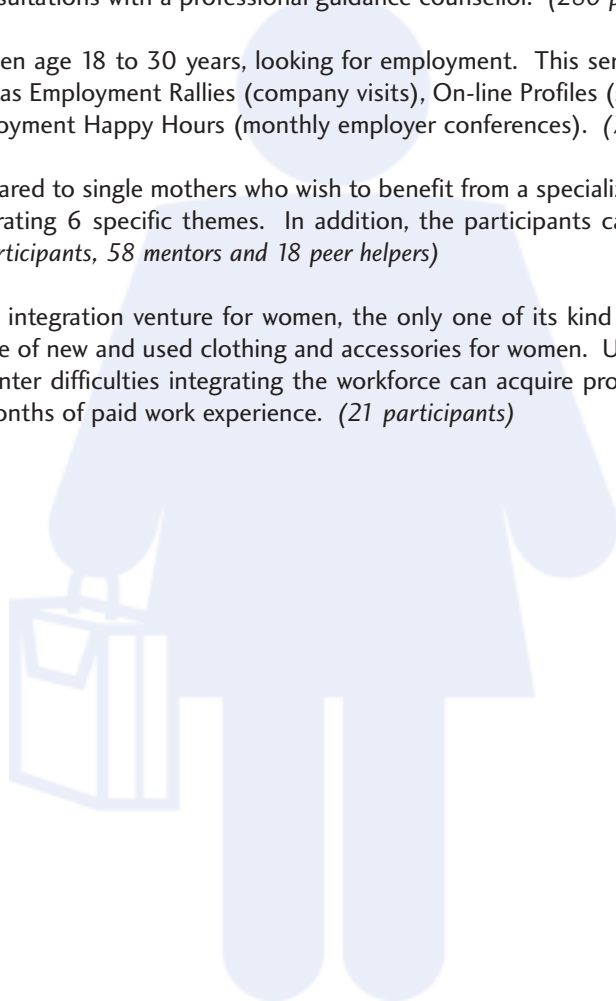 sultations with a professional guidance counsellor. (280 p
en age 18 to 30 years, looking for employment. This ser
as Employment Rallies (company visits), On-line Profiles (
oyment Happy Hours (monthly employer conferences).
ared to single mothers who wish to benefit from a specializ
rating 6 specific themes. In addition, the participants ca
rticipants, 58 mentors and 18 peer helpers)
integration venture for women, the only one of its kind
e of new and used clothing and accessories for women. U
nter difficulties integrating the workforce can acquire pro
onths of paid work experience. (21 participants)